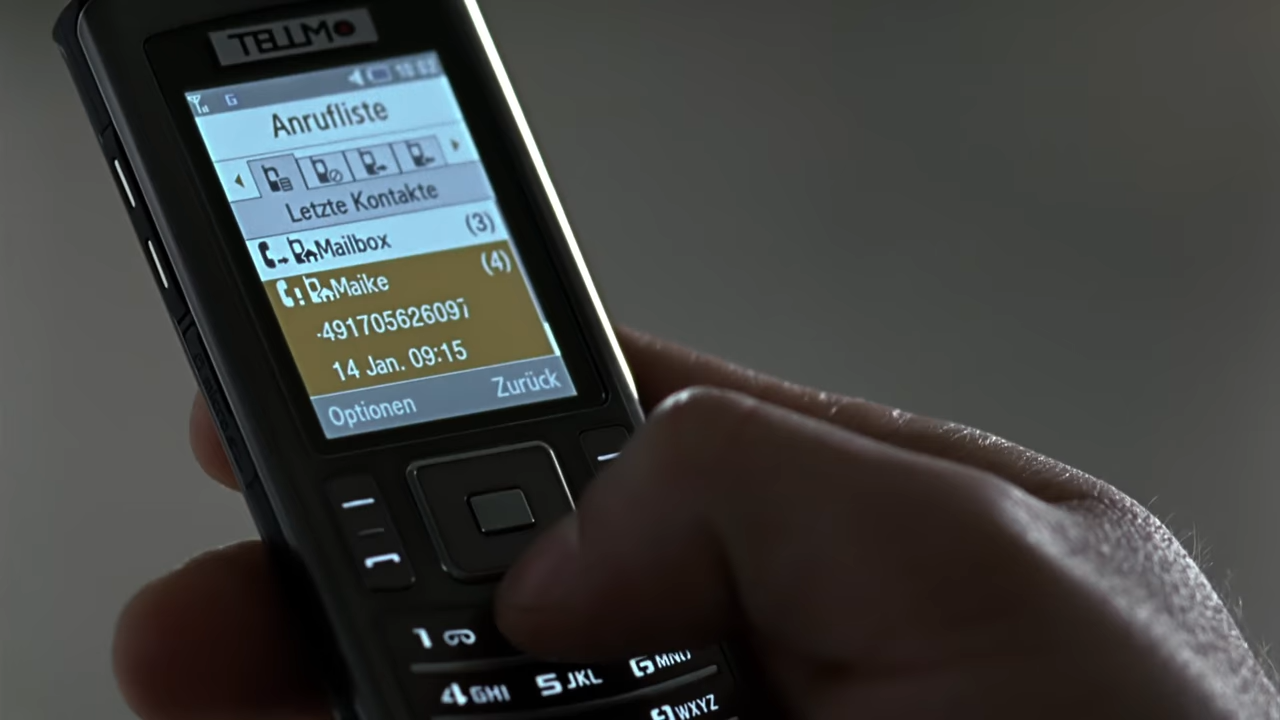 TELLMO
G
Anrufliste
Letzte Kontakte
Mailbox (3)
Maike (4)
14 Jan. 09:15
Optionen Zurück
1
4 GHI 5 JKL 6 MNO
9 WXYZ